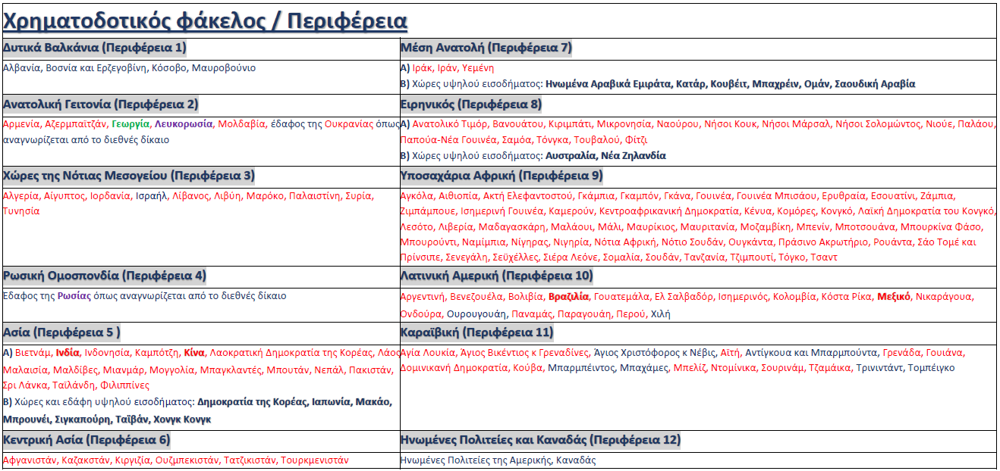 Χρηματοδοτικός φάκελος / Περιφέρεια
Δυτικά Βαλκάνια (Περιφέρεια 1)
Αλβανία, Βοσνία και Ερζεγοβίνη, Κόσοβο, Μαυροβούνιο
Μέση Ανατολή (Περιφέρεια 7)
Α) Ιράκ, Ιράν, Υεμένη
Β) Χώρες υψηλού εισοδήματος: Ηνωμένα Αραβικά Εμιράτα, Κατάρ, Κουβέιτ, Μπαχρέιν, Ομάν, Σαουδική Αραβία
Ανατολική Γειτονία (Περιφέρεια 2)
Αρμενία, Αζερμπαϊτζάν, Γεωργία, Λευκορωσία, Μολδαβία, έδαφος της Ουκρανίας όπως
αναγνωρίζεται από το διεθνές δίκαιο
Ειρηνικός (Περιφέρεια 8)
Α) Ανατολικό Τιμόρ, Βανουάτου, Κιριμπάτι, Μικρονησία, Ναούρου, Νήσοι Κουκ, Νήσοι Μάρσαλ, Νήσοι Σολομώντος, Νιούε, Παλάου,
Παπούα-Νέα Γουινέα, Σαμόα, Τόνγκα, Τουβαλού, Φίτζι
Β) Χώρες υψηλού εισοδήματος: Αυστραλία, Νέα Ζηλανδία
Χώρες της Νότιας Μεσογείου (Περιφέρεια 3)
Αλγερία, Αίγυπτος, Ιορδανία, Ισραήλ, Λίβανος, Λιβύη, Μαρόκο, Παλαιστίνη, Συρία,
Τυνησία
Υποσαχάρια Αφρική (Περιφέρεια 9)
Αγκόλα, Αιθιοπία, Ακτή Ελεφαντοστού, Γκάμπια, Γκαμπόν, Γκάνα, Γουινέα, Γουινέα Μπισάου, Ερυθραία, Εσουατίνι, Ζάμπια,
Ζιμπάμπουε, Ισημερινή Γουινέα, Καμερούν, Κεντροαφρικανική Δημοκρατία, Κένυα, Κομόρες, Κονγκό, Λαϊκή Δημοκρατία του Κονγκό,
Λεσότο, Λιβερία, Μαδαγασκάρη, Μαλάουι, Μάλι, Μαυρίκιος, Μαυριτανία, Μοζαμβίκη, Μπενίν, Μποτσουάνα, Μπουρκίνα Φάσο,
Μπουρούντι, Ναμίμπια, Νίγηρας, Νιγηρία, Νότια Αφρική, Νότιο Σουδάν, Ουγκάντα, Πράσινο Ακρωτήριο, Ρουάντα, Σάο Τομέ και
Πρίνσιπε, Σενεγάλη, Σεϋχέλλες, Σιέρα Λεόνε, Σομαλία, Σουδάν, Τανζανία, Τζιμπουτί, Τόγκο, Τσαντ
Ρωσική Ομοσπονδία (Περιφέρεια 4)
Έδαφος της Ρωσίας όπως αναγνωρίζεται από το διεθνές δίκαιο
Λατινική Αμερική (Περιφέρεια 10)
Αργεντινή, Βενεζουέλα, Βολιβία, Βραζιλία, Γουατεμάλα, Ελ Σαλβαδόρ, Ισημερινός, Κολομβία, Κόστα Ρίκα, Μεξικό, Νικαράγουα,
Ονδούρα, Ουρουγουάη, Παναμάς, Παραγουάη, Περού, Χιλή
Ασία (Περιφέρεια 5 )
Α) Βιετνάμ, Ινδία, Ινδονησία, Καμπότζη, Κίνα, Λαοκρατική Δημοκρατία της Κορέας, Λάος
Μαλαισία, Μαλδίβες, Μιανμάρ, Μογγολία, Μπαγκλαντές, Μπουτάν, Νεπάλ, Πακιστάν,
Σρι Λάνκα, Ταϊλάνδη, Φιλιππίνες
Β) Χώρες και εδάφη υψηλού εισοδήματος: Δημοκρατία της Κορέας, Ιαπωνία, Μακάο,
Μπρουνέι, Σιγκαπούρη, Ταϊβάν, Χονγκ Κονγκ
Καραϊβική (Περιφέρεια 11)
Αγία Λουκία, Άγιος Βικέντιος κ Γρεναδίνες, Άγιος Χριστόφορος κ Νέβις, Αϊτή, Αντίγκουα και Μπαρμπούντα, Γρενάδα, Γουιάνα,
Δομινικανή Δημοκρατία, Κούβα, Μπαρμπέιντος, Μπαχάμες, Μπελίζ, Ντομίνικα, Σουρινάμ, Τζαμάικα, Τρινιντάντ, Τομπέιγκο
Κεντρική Ασία (Περιφέρεια 6)
Αφγανιστάν, Καζακστάν, Κιργιζία, Ουζμπεκιστάν, Τατζικιστάν, Τουρκμενιστάν
Ηνωμένες Πολιτείες και Καναδάς (Περιφέρεια 12)
Ηνωμένες Πολιτείες της Αμερικής, Καναδάς